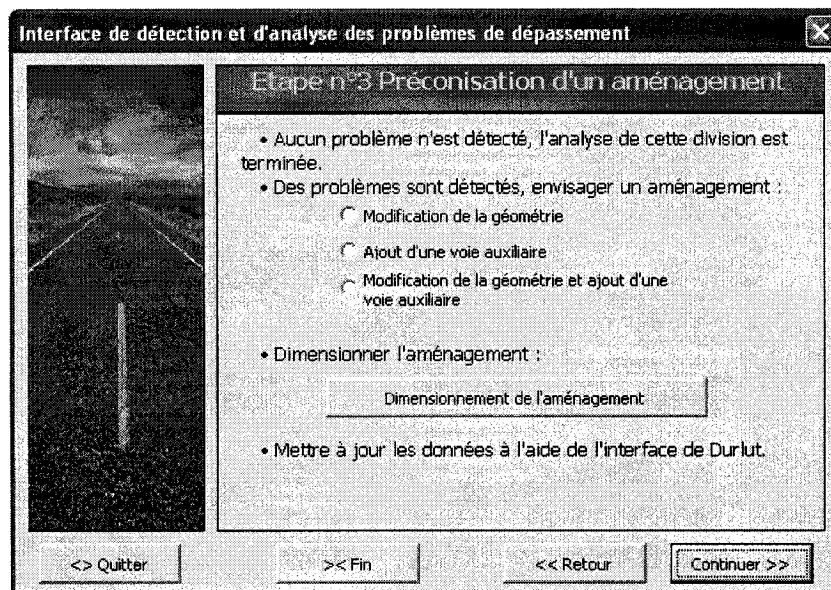 Interface de détection et d'analyse des problèmes de dépassement
Etape n°3 Préconisation d'un aménagement
• Aucun problème n'est détecté, l'analyse de cette division est
terminée.
• Des problèmes sont détectés, envisager un aménagement :
Modification de la géométrie
Ajout d'une voie auxiliaire
Modification de la géométrie et ajout d'une
voie auxiliaire
• Dimensionner l'aménagement :
Dimensionnement de l'aménagement
• Mettre à jour les données à l'aide de l'interface de Durlut.
<> Quitter
>< Fin
<< Retour
Continuer >>